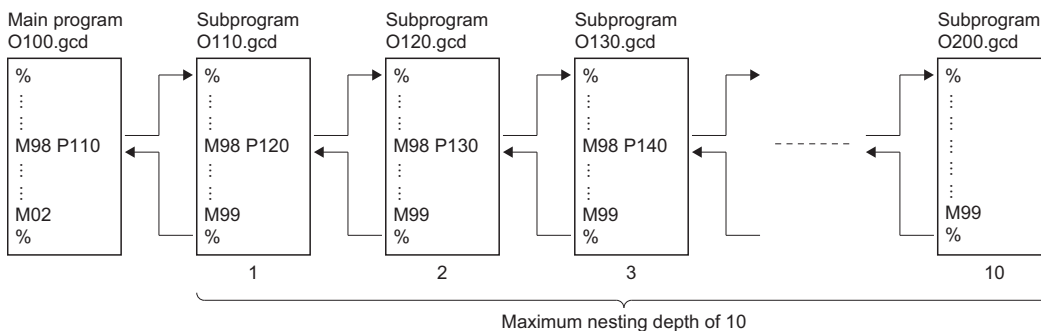 Main program
O100.gcd
%
⋮
⋮
M98 P110
⋮
⋮
M02
%
Subprogram
O110.gcd
%
⋮
⋮
M98 P120
⋮
⋮
M99
%
1
Subprogram
O120.gcd
%
⋮
⋮
M98 P130
⋮
⋮
M99
%
2
Subprogram
O130.gcd
%
⋮
⋮
M98 P140
⋮
⋮
M99
%
3
Subprogram
O200.gcd
%
⋮
⋮
⋮
⋮
M99
%
10
Maximum nesting depth of 10